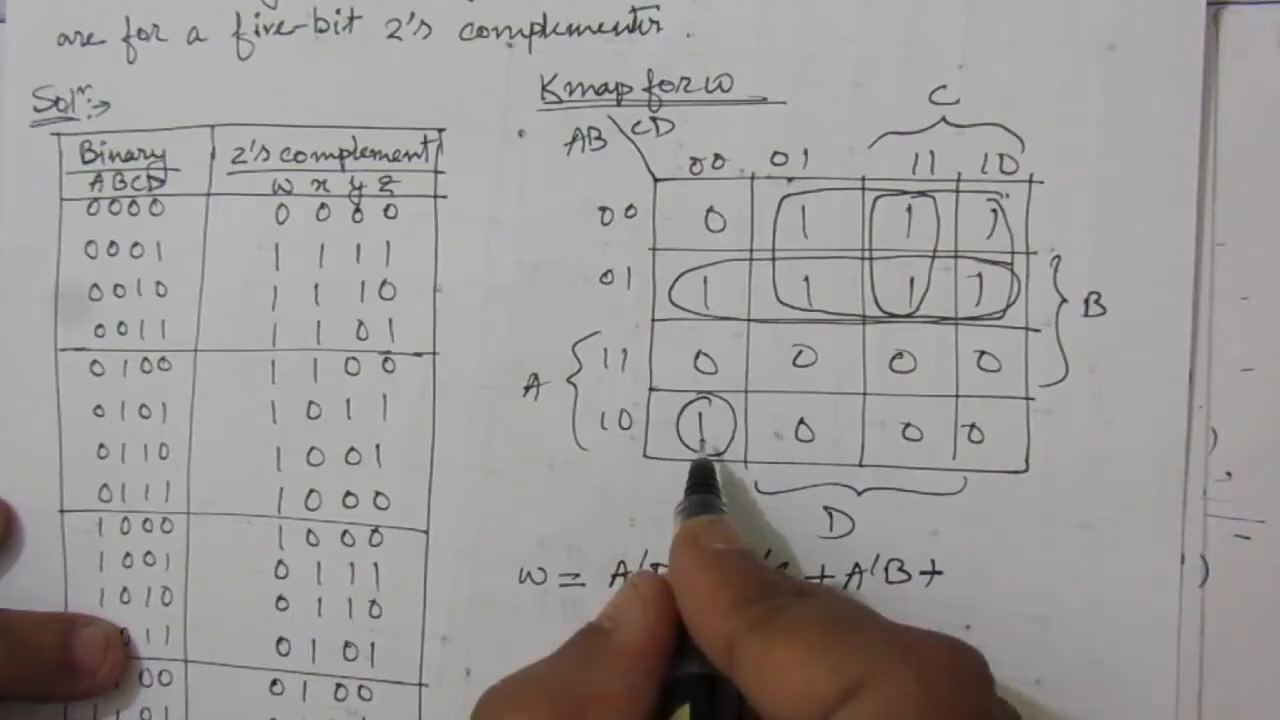 are for a five-bit 2's complementer.
Solⁿ:→
Kmap for w
Binary 2's complement
A B C D w x y z
0000 0 0 0 0
0001 1 1 1 1
0010 1 1 1 0
0011 1 1 0 1
0100 1 1 0 0
0101 1 0 1 1
0110 1 0 0 1
0111 1 0 0 0
1000 1 0 0 0
1001 0 1 1 1
1010 0 1 1 0
011 0 1 0 1
100 0 1 0 0
1101
C
AB CD
00 01 11 10
00 0 1 1 1
01 1 1 1 1
11 0 0 0 0
10 1 0 0 0
A
B
D
w = A' + A'B +